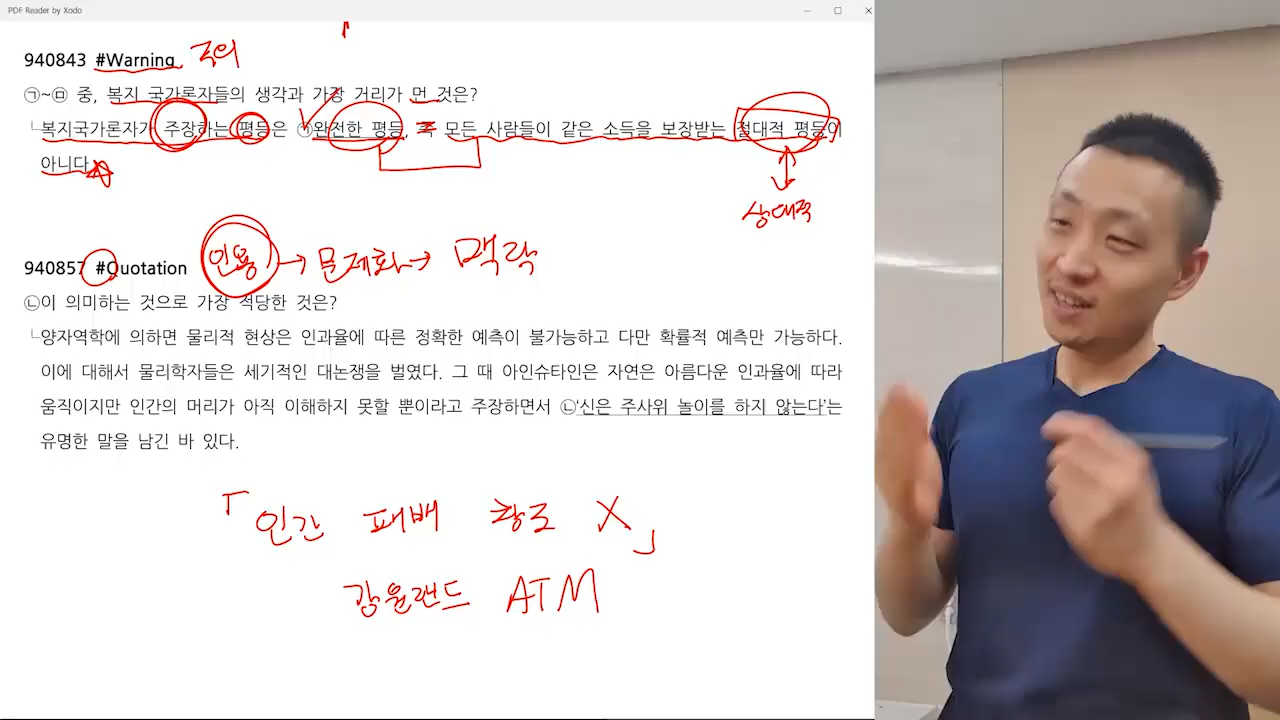 PDF Reader by Xodo
940843 #Warning 주의
㉠~㉤ 중, 복지 국가론자들의 생각과 가장 거리가 먼 것은?
└복지국가론자가 주장하는 평등은 ㉠완전한 평등, 즉 모든 사람들이 같은 소득을 보장받는 절대적 평등이
아니다.
상대적
940857 #Quotation 인용 → 문제화 → 맥락
㉡이 의미하는 것으로 가장 적당한 것은?
└양자역학에 의하면 물리적 현상은 인과율에 따른 정확한 예측이 불가능하고 다만 확률적 예측만 가능하다.
이에 대해서 물리학자들은 세기적인 대논쟁을 벌였다. 그 때 아인슈타인은 자연은 아름다운 인과율에 따라
움직이지만 인간의 머리가 아직 이해하지 못할 뿐이라고 주장하면서 ㉡‘신은 주사위 놀이를 하지 않는다’는
유명한 말을 남긴 바 있다.
「인간 패배 창조 X」
강원랜드 ATM